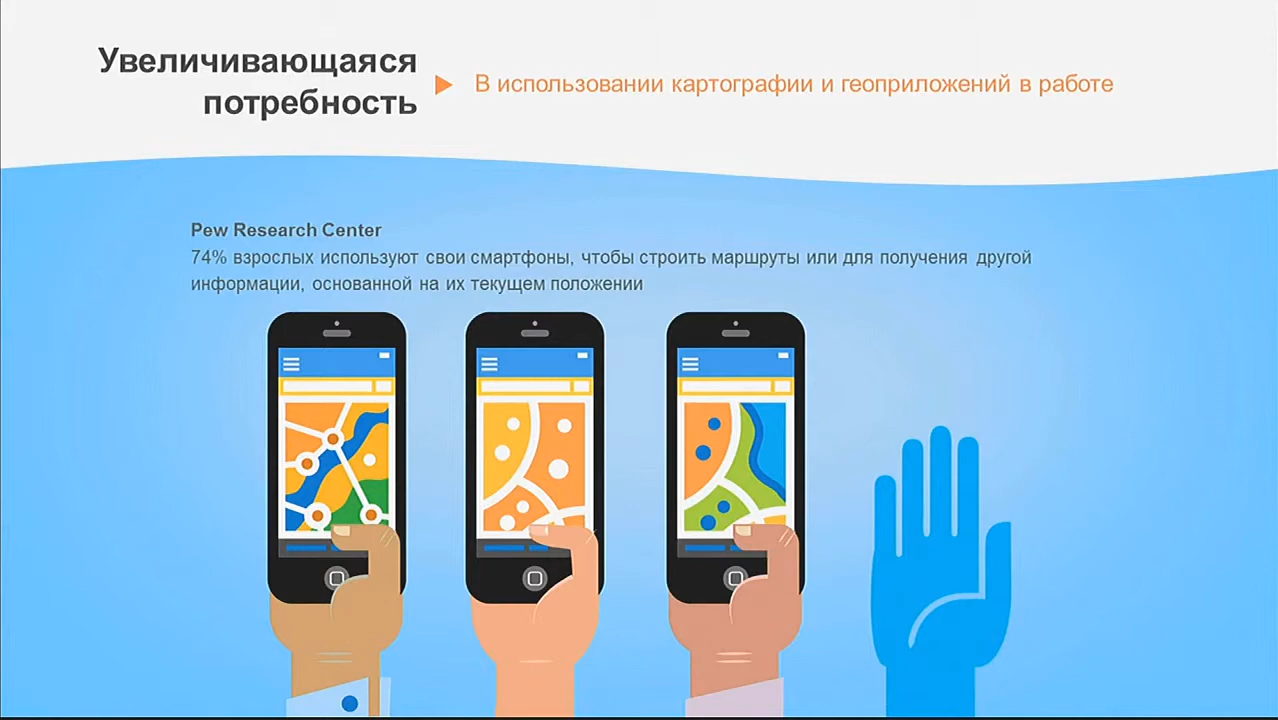 Увеличивающаяся
потребность
В использовании картографии и геоприложений в работе
Pew Research Center
74% взрослых используют свои смартфоны, чтобы строить маршруты или для получения другой
информации, основанной на их текущем положении